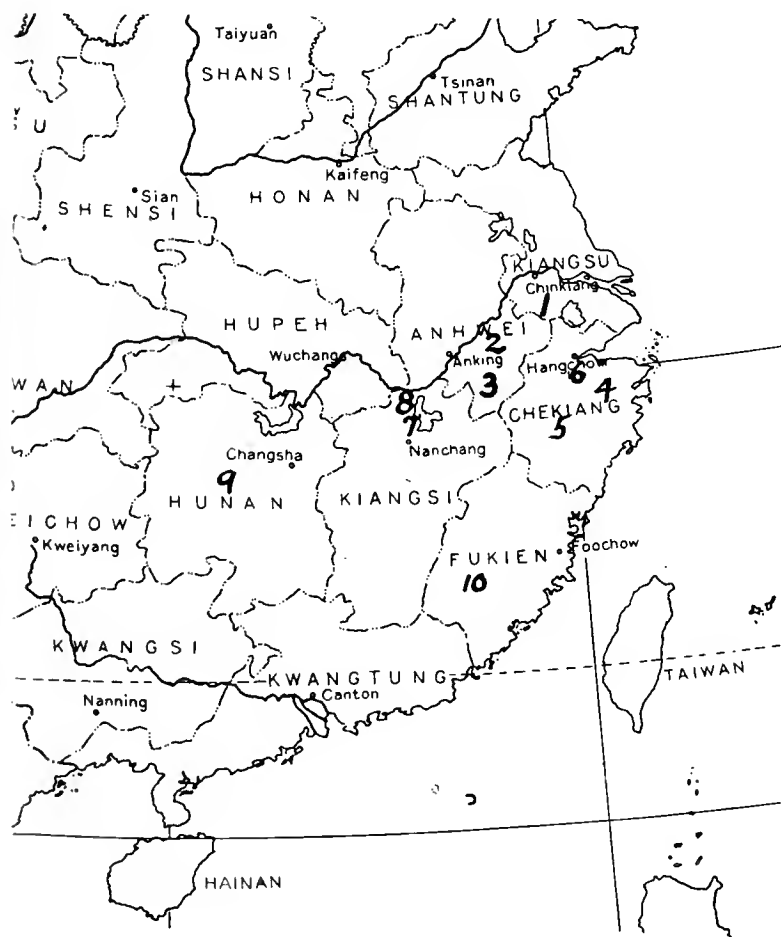 Taiyuan
SHANSI
Tsinan
SHANTUNG
U
Kaifeng
HONAN
Sian
SHENSI
KIANGSU
Chinkiang
1
HUPEH
ANHWEI
2
Wuchang
Anking
Hangchow
6
4
WAN
3
8
CHEKIANG
5
7
Nanchang
Changsha
9
HUNAN
KIANGSI
EICHOW
Kweiyang
FUKIEN
Foochow
10
KWANGSI
KWANGTUNG
TAIWAN
Nanning
Canton
HAINAN